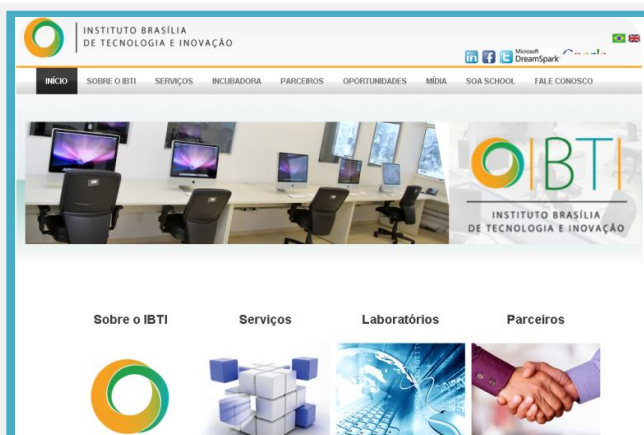 INSTITUTO BRASÍLIA
DE TECNOLOGIA E INOVAÇÃO
Microsoft
DreamSpark
INÍCIO SOBRE O IBTI SERVIÇOS INCUBADORA PARCEIROS OPORTUNIDADES MÍDIA SOA SCHOOL FALE CONOSCO
IBTI
INSTITUTO BRASÍLIA
DE TECNOLOGIA E INOVAÇÃO
Sobre o IBTI Serviços Laboratórios Parceiros